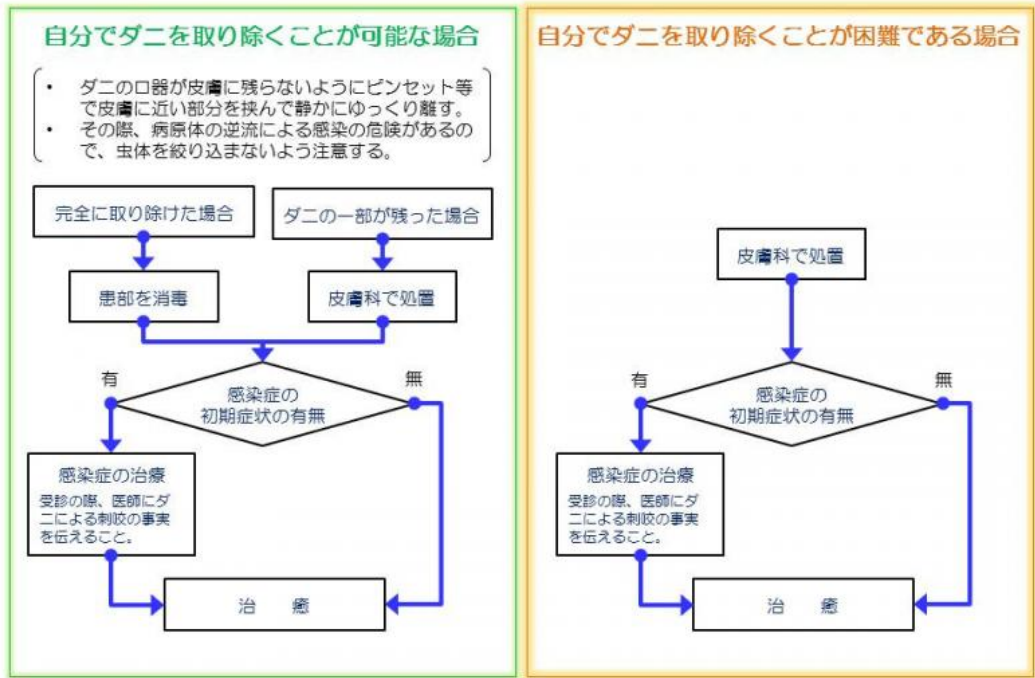 自分でダニを取り除くことが可能な場合
• ダニの口器が皮膚に残らないようにピンセット等
で皮膚に近い部分を挟んで静かにゆっくり離す。
• その際、病原体の逆流による感染の危険があるの
で、虫体を絞り込まないよう注意する。
完全に取り除けた場合
ダニの一部が残った場合
患部を消毒
皮膚科で処置
有
無
感染症の
初期症状の有無
感染症の治療
受診の際、医師にダ
ニによる刺咬の事実
を伝えること。
治　癒
自分でダニを取り除くことが困難である場合
皮膚科で処置
有
無
感染症の
初期症状の有無
感染症の治療
受診の際、医師にダ
ニによる刺咬の事実
を伝えること。
治　癒